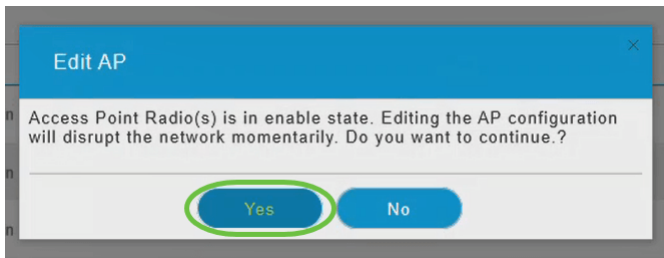 Edit AP
Access Point Radio(s) is in enable state. Editing the AP configuration
will disrupt the network momentarily. Do you want to continue.?
Yes
No